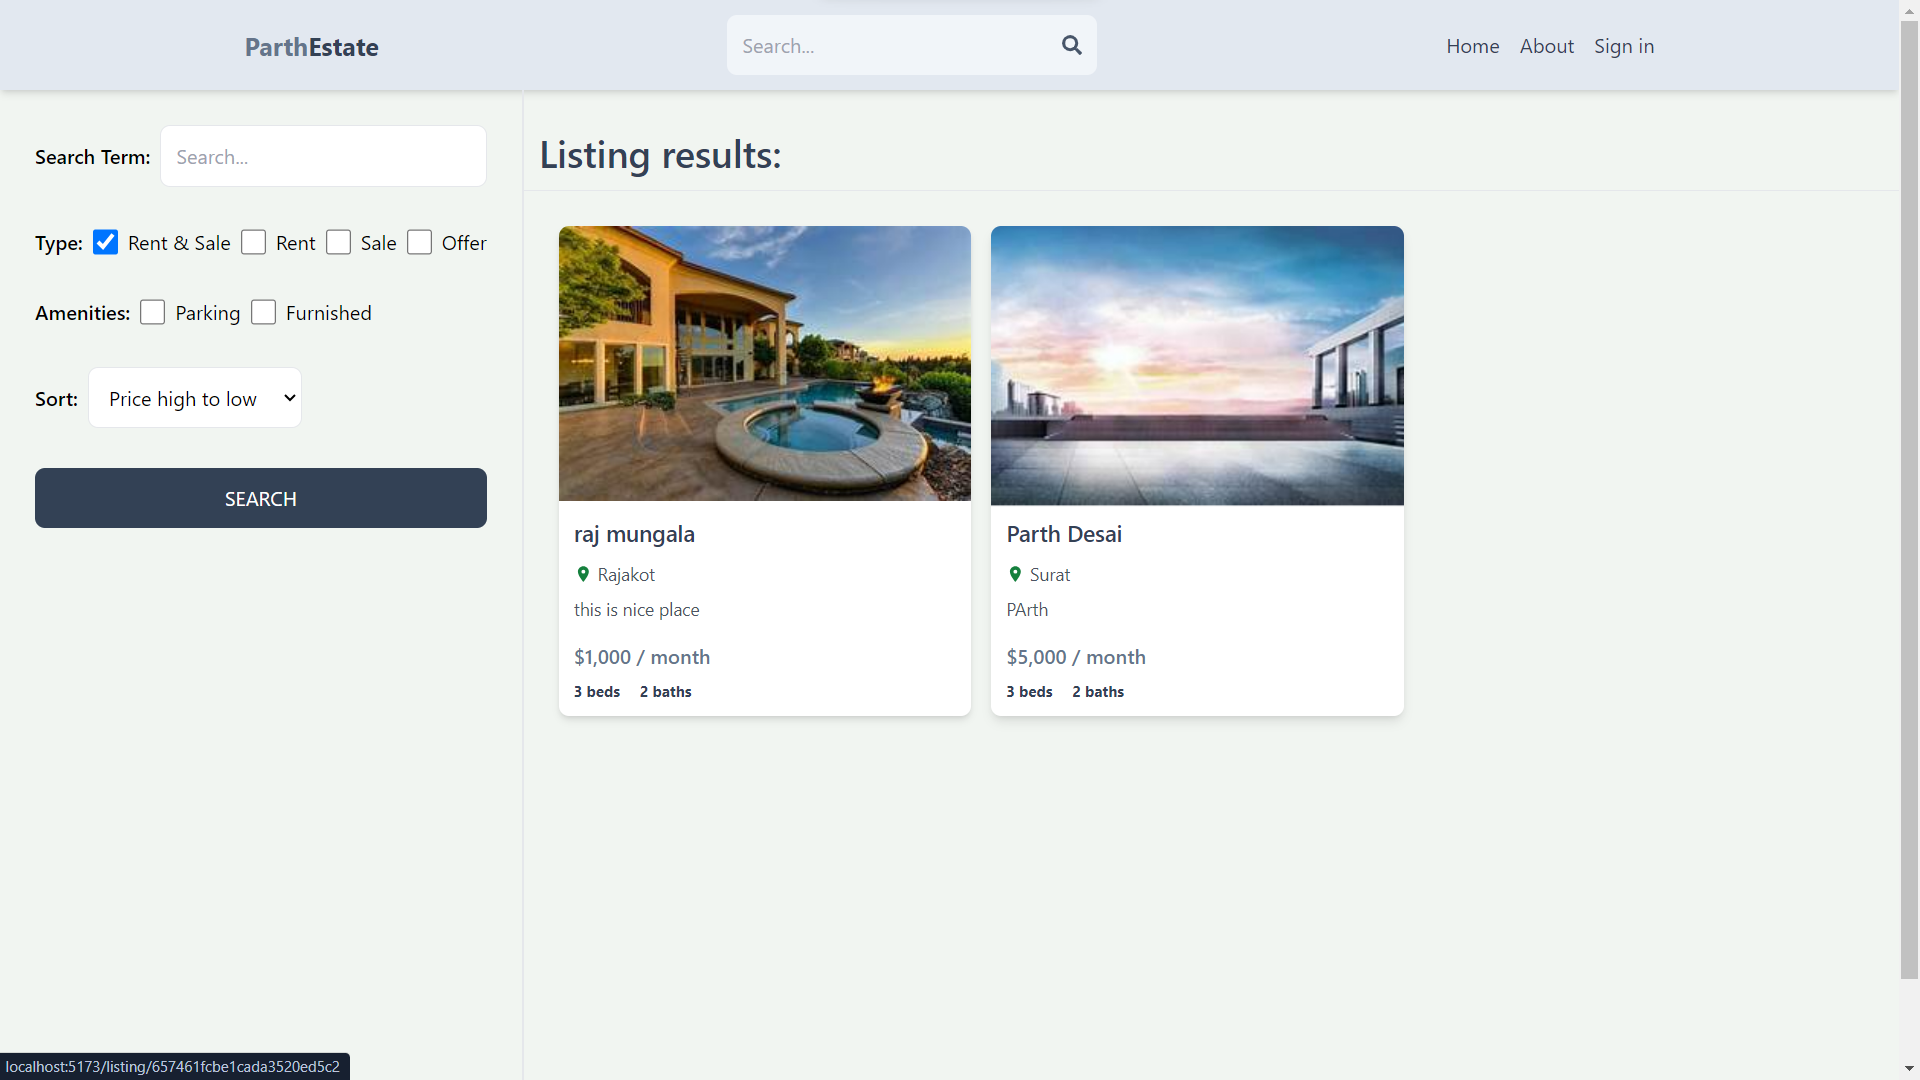 ParthEstate
Search...
Home About Sign in
Search Term: Search...
Type: Rent & Sale Rent Sale Offer
Amenities: Parking Furnished
Sort: Price high to low
SEARCH
Listing results:
raj mungala
Rajakot
this is nice place
$1,000 / month
3 beds 2 baths
Parth Desai
Surat
PArth
$5,000 / month
3 beds 2 baths
localhost:5173/listing/657461fcbe1cada3520ed5c2